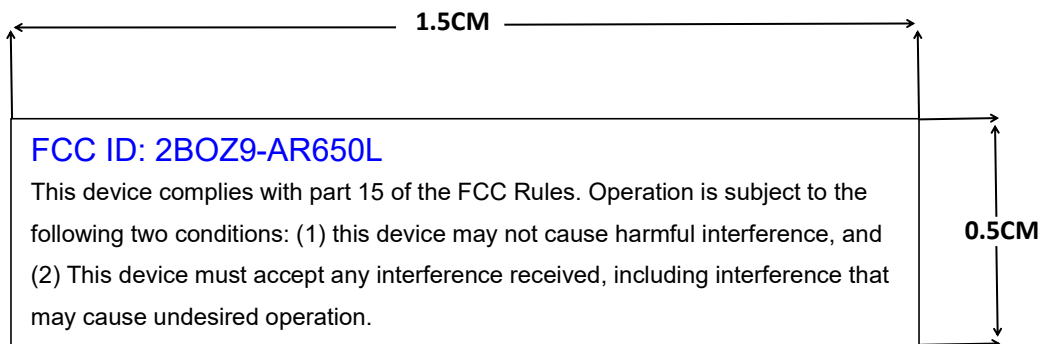 1.5CM
FCC ID: 2BOZ9-AR650L
This device complies with part 15 of the FCC Rules. Operation is subject to the
following two conditions: (1) this device may not cause harmful interference, and
(2) This device must accept any interference received, including interference that
may cause undesired operation.
0.5CM